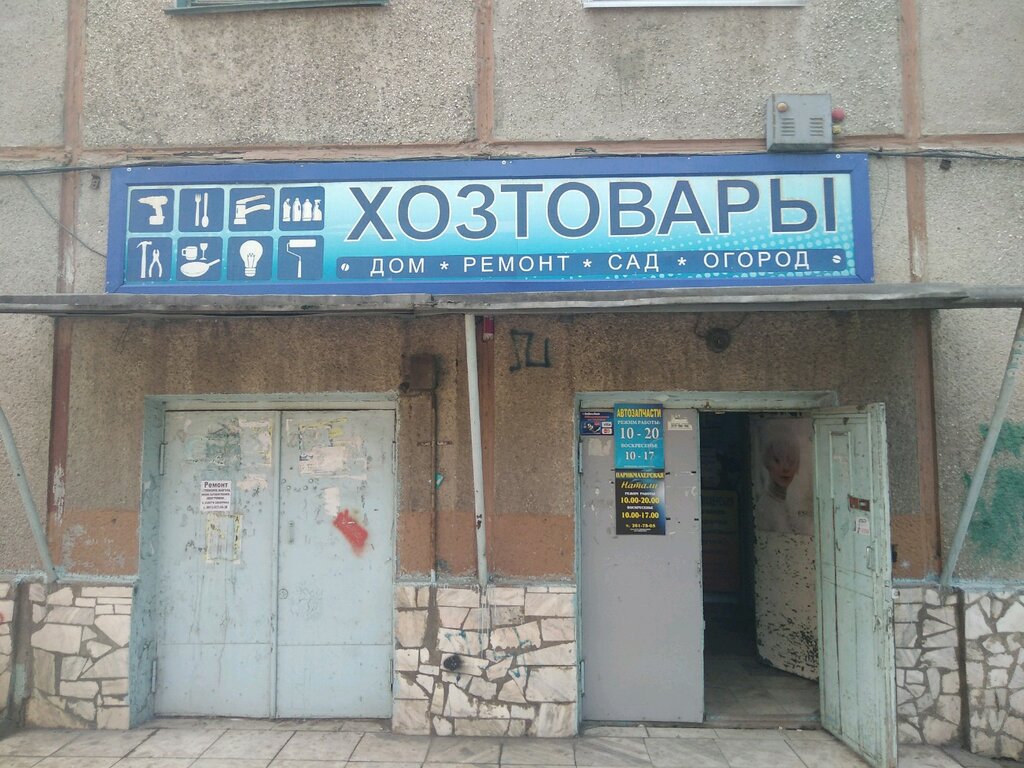 ХОЗТОВАРЫ
ДОМ * РЕМОНТ * САД * ОГОРОД
АВТОЗАПЧАСТИ
РЕЖИМ РАБОТЫ:
10 - 20
ВОСКРЕСЕНЬЕ
10 - 17
ПАРИКМАХЕРСКАЯ
Натали
РЕЖИМ РАБОТЫ
10.00-20.00
ВОСКРЕСЕНЬЕ
10.00-17.00
Ремонт